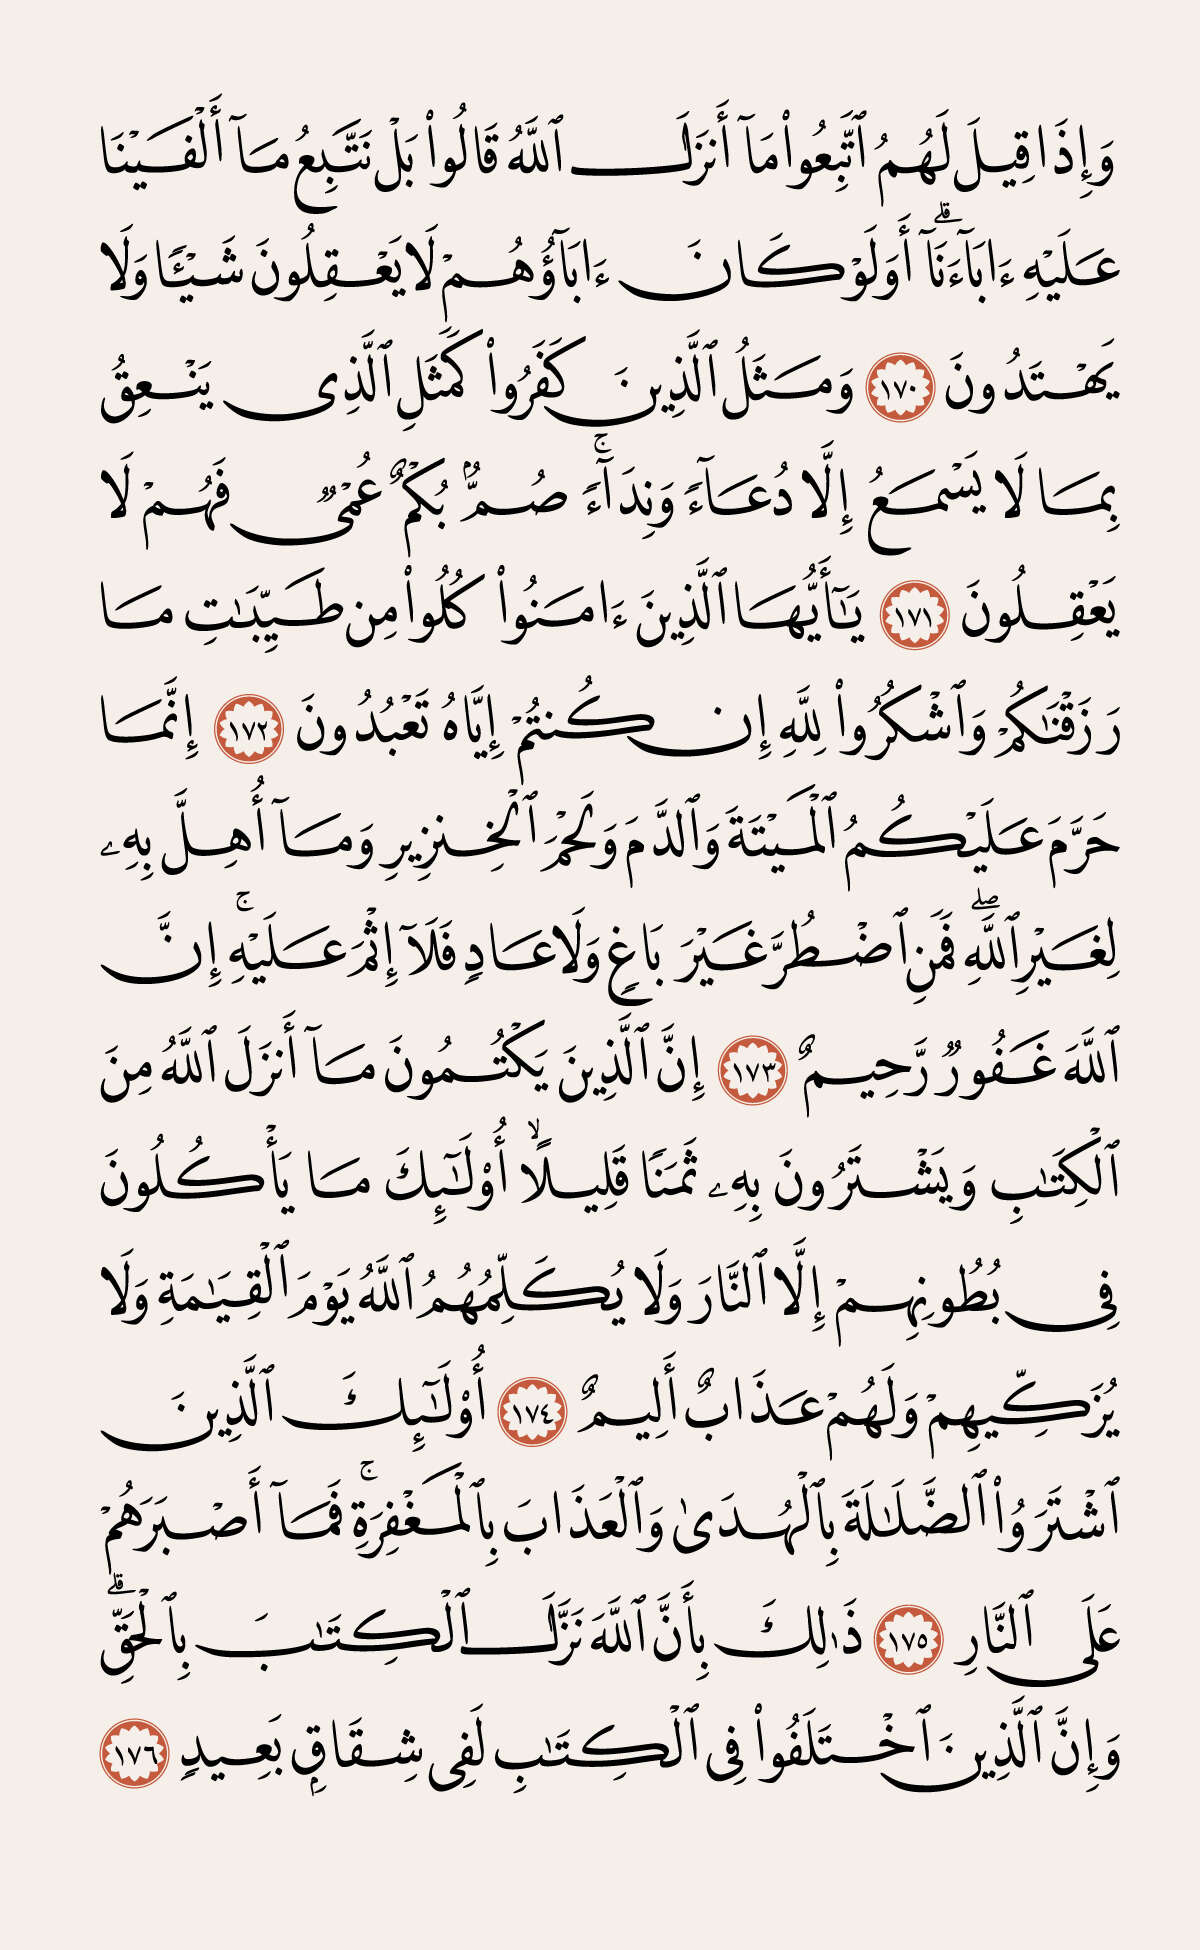 وَإِذَا قِيلَ لَهُمُ ٱتَّبِعُوا۟ مَآ أَنزَلَ ٱللَّهُ قَالُوا۟ بَلْ نَتَّبِعُ مَآ أَلْفَيْنَا
عَلَيْهِ ءَابَآءَنَآ ۗ أَوَلَوْ كَانَ ءَابَآؤُهُمْ لَا يَعْقِلُونَ شَيْـًٔا وَلَا
يَهْتَدُونَ ١٧٠ وَمَثَلُ ٱلَّذِينَ كَفَرُوا۟ كَمَثَلِ ٱلَّذِى يَنْعِقُ
بِمَا لَا يَسْمَعُ إِلَّا دُعَآءً وَنِدَآءً ۚ صُمٌّۢ بُكْمٌ عُمْىٌ فَهُمْ لَا
يَعْقِلُونَ ١٧١ يَـٰٓأَيُّهَا ٱلَّذِينَ ءَامَنُوا۟ كُلُوا۟ مِن طَيِّبَـٰتِ مَا
رَزَقْنَـٰكُمْ وَٱشْكُرُوا۟ لِلَّهِ إِن كُنتُمْ إِيَّاهُ تَعْبُدُونَ ١٧٢ إِنَّمَا
حَرَّمَ عَلَيْكُمُ ٱلْمَيْتَةَ وَٱلدَّمَ وَلَحْمَ ٱلْخِنزِيرِ وَمَآ أُهِلَّ بِهِۦ
لِغَيْرِ ٱللَّهِ ۖ فَمَنِ ٱضْطُرَّ غَيْرَ بَاغٍ وَلَا عَادٍ فَلَآ إِثْمَ عَلَيْهِ ۚ إِنَّ
ٱللَّهَ غَفُورٌ رَّحِيمٌ ١٧٣ إِنَّ ٱلَّذِينَ يَكْتُمُونَ مَآ أَنزَلَ ٱللَّهُ مِنَ
ٱلْكِتَـٰبِ وَيَشْتَرُونَ بِهِۦ ثَمَنًا قَلِيلًا ۙ أُو۟لَـٰٓئِكَ مَا يَأْكُلُونَ
فِى بُطُونِهِمْ إِلَّا ٱلنَّارَ وَلَا يُكَلِّمُهُمُ ٱللَّهُ يَوْمَ ٱلْقِيَـٰمَةِ وَلَا
يُزَكِّيهِمْ وَلَهُمْ عَذَابٌ أَلِيمٌ ١٧٤ أُو۟لَـٰٓئِكَ ٱلَّذِينَ
ٱشْتَرَوُا۟ ٱلضَّلَـٰلَةَ بِٱلْهُدَىٰ وَٱلْعَذَابَ بِٱلْمَغْفِرَةِ ۚ فَمَآ أَصْبَرَهُمْ
عَلَى ٱلنَّارِ ١٧٥ ذَٰلِكَ بِأَنَّ ٱللَّهَ نَزَّلَ ٱلْكِتَـٰبَ بِٱلْحَقِّ ۗ
وَإِنَّ ٱلَّذِينَ ٱخْتَلَفُوا۟ فِى ٱلْكِتَـٰبِ لَفِى شِقَاقٍۭ بَعِيدٍ ١٧٦